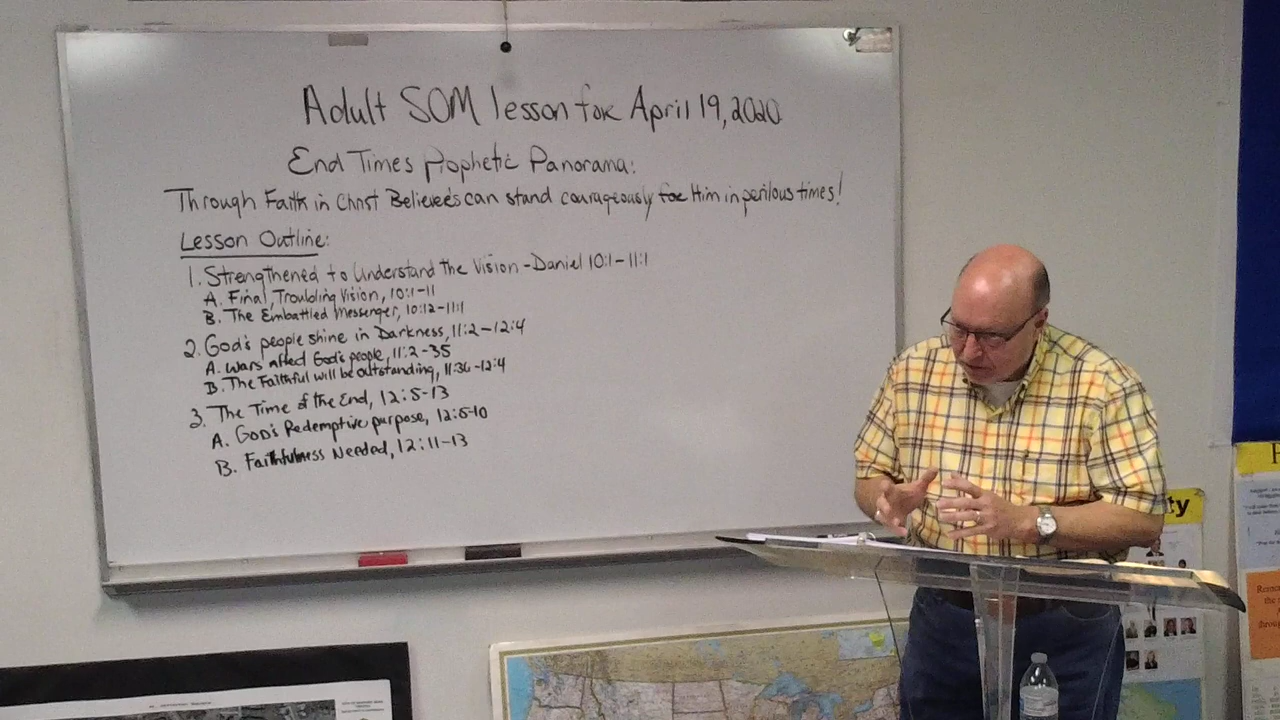 Adult SOM lesson for April 19, 2020
End Times Prophetic Panorama:
Through Faith in Christ Believers can stand courageously for Him in perilous times!
Lesson Outline:
1. Strengthened to Understand the Vision - Daniel 10:1-11:1
A. Final, Troubling Vision, 10:1-11
B. The Embattled Messenger, 10:12-11:1
2. God's people shine in Darkness, 11:2-12:4
A. Wars affect God's people, 11:2-35
B. The Faithful will be outstanding, 11:36-12:4
3. The Time of the End, 12:5-13
A. God's Redemptive purpose, 12:5-10
B. Faithfulness Needed, 12:11-13
ty